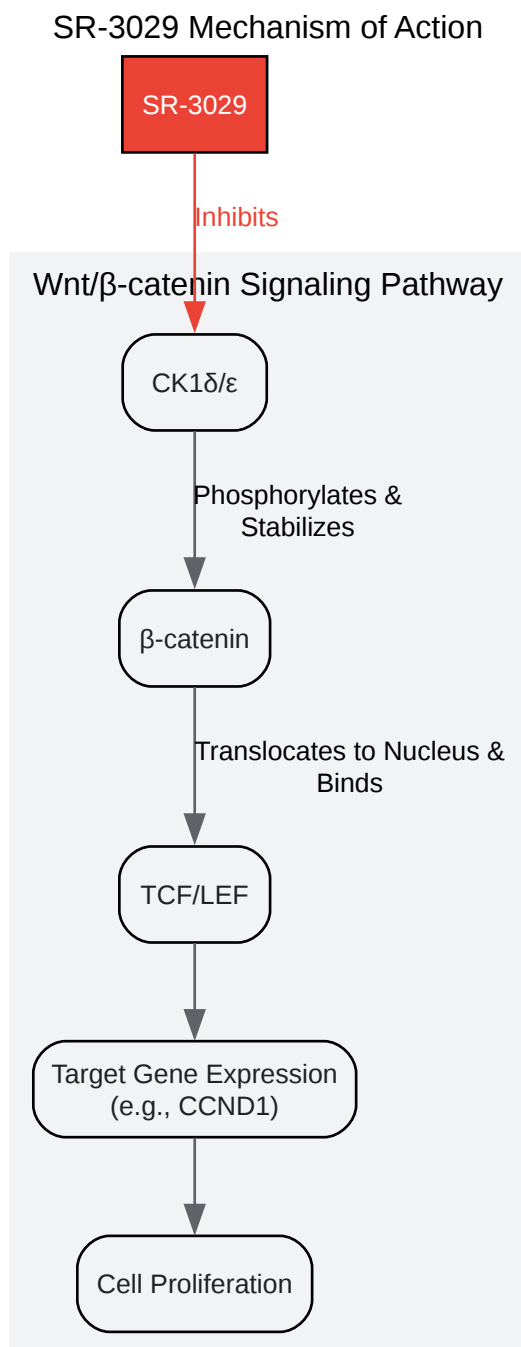 SR-3029 Mechanism of Action
SR-3029
Inhibits
Wnt/β-catenin Signaling Pathway
CK1δ/ε
Phosphorylates &
Stabilizes
β-catenin
Translocates to Nucleus &
Binds
TCF/LEF
Target Gene Expression
(e.g., CCND1)
Cell Proliferation